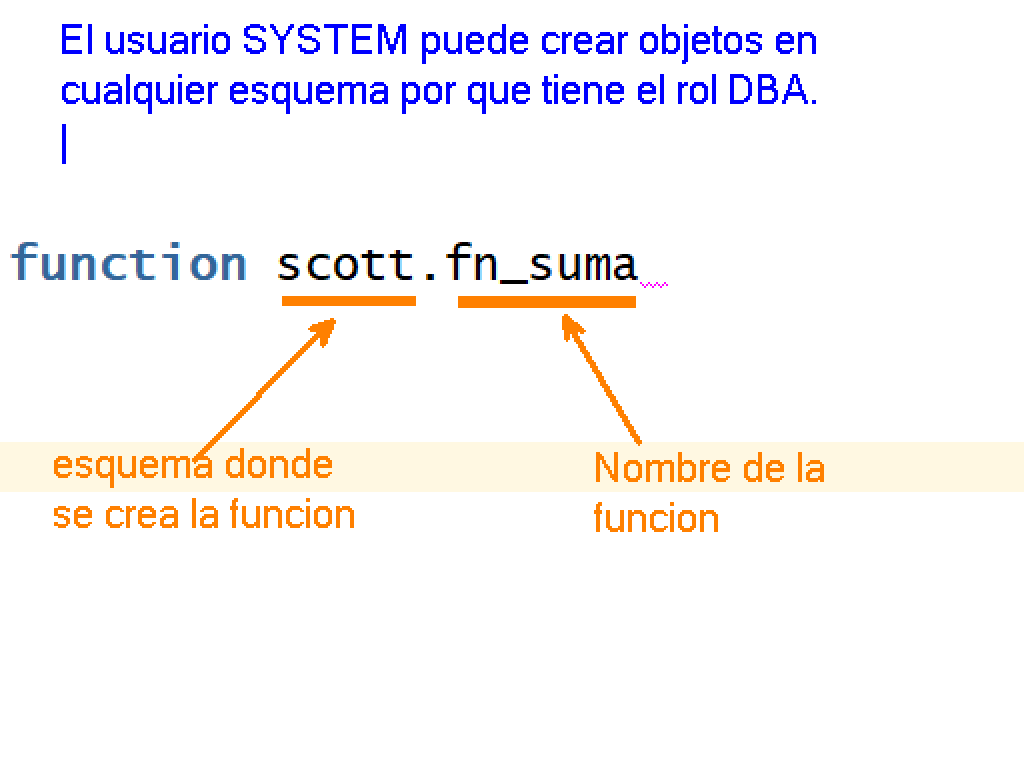 El usuario SYSTEM puede crear objetos en
cualquier esquema por que tiene el rol DBA.
function scott.fn_suma
esquema donde
se crea la funcion
Nombre de la
funcion